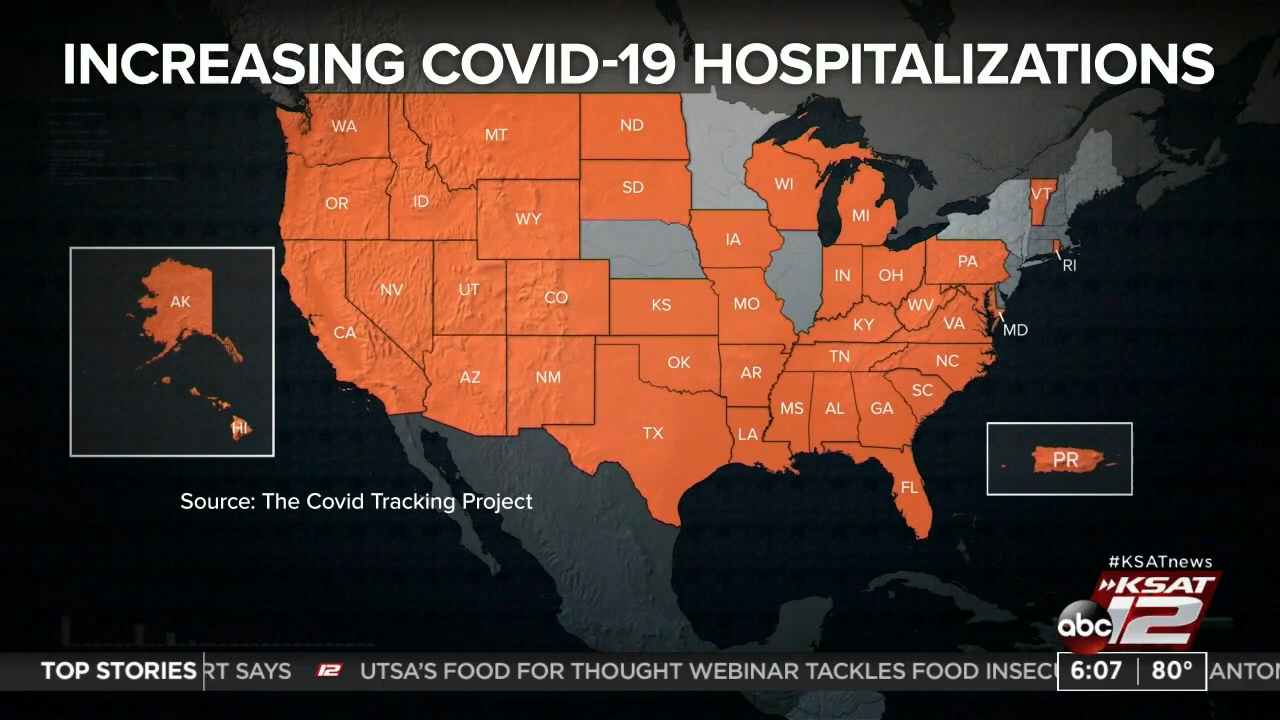 INCREASING COVID-19 HOSPITALIZATIONS
WA
MT
ND
OR
ID
WY
SD
WI
MI
VT
IA
PA
RI
NV
UT
CO
KS
MO
IN
OH
WV
VA
MD
AK
CA
KY
AZ
NM
OK
AR
TN
NC
SC
MS
AL
GA
HI
TX
LA
FL
PR
Source: The Covid Tracking Project
#KSATnews
KSAT
abc 12
TOP STORIES RT SAYS 12 UTSA'S FOOD FOR THOUGHT WEBINAR TACKLES FOOD INSECU 6:07 80° ANTON